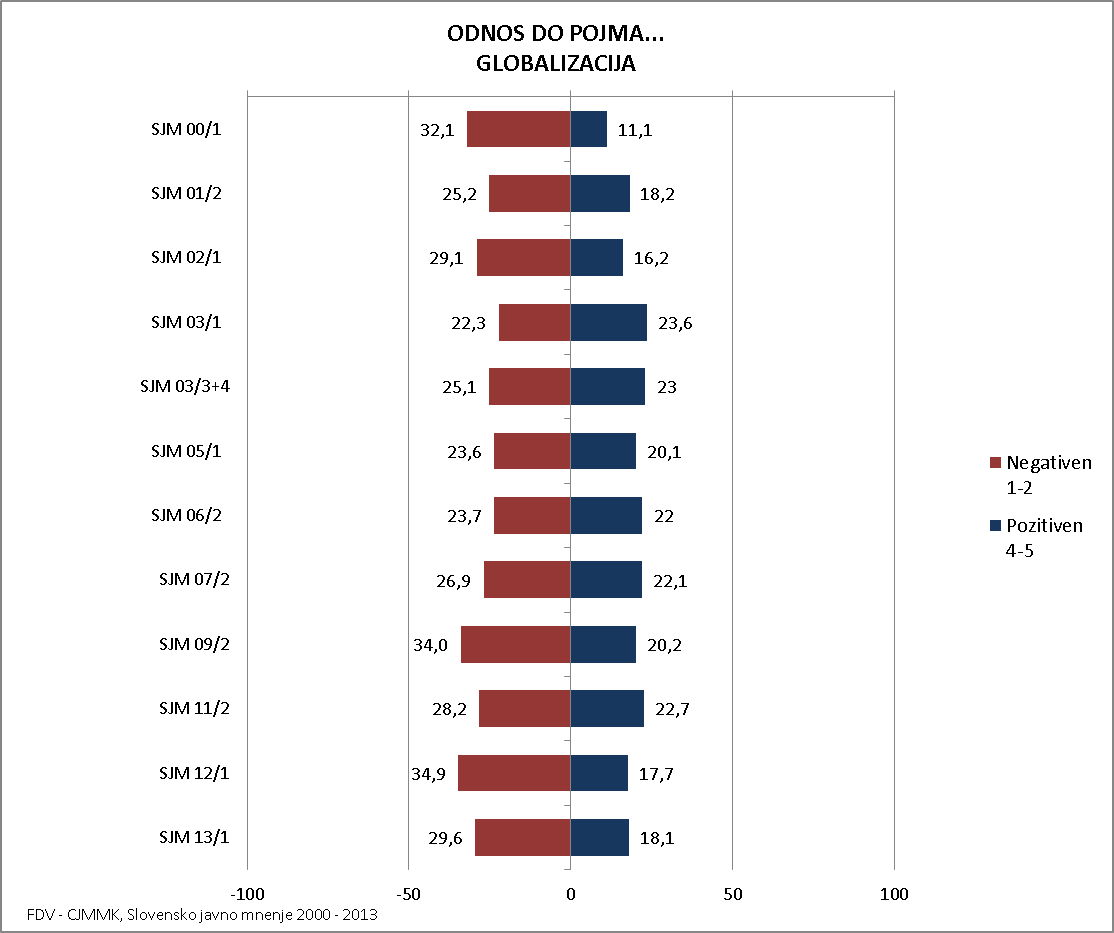 ODNOS DO POJMA...
GLOBALIZACIJA
SJM 00/1 32,1 11,1
SJM 01/2 25,2 18,2
SJM 02/1 29,1 16,2
SJM 03/1 22,3 23,6
SJM 03/3+4 25,1 23
SJM 05/1 23,6 20,1
SJM 06/2 23,7 22
SJM 07/2 26,9 22,1
SJM 09/2 34,0 20,2
SJM 11/2 28,2 22,7
SJM 12/1 34,9 17,7
SJM 13/1 29,6 18,1
Negativen
1-2
Pozitiven
4-5
-100 -50 0 50 100
FDV - CJMMK, Slovensko javno mnenje 2000 - 2013